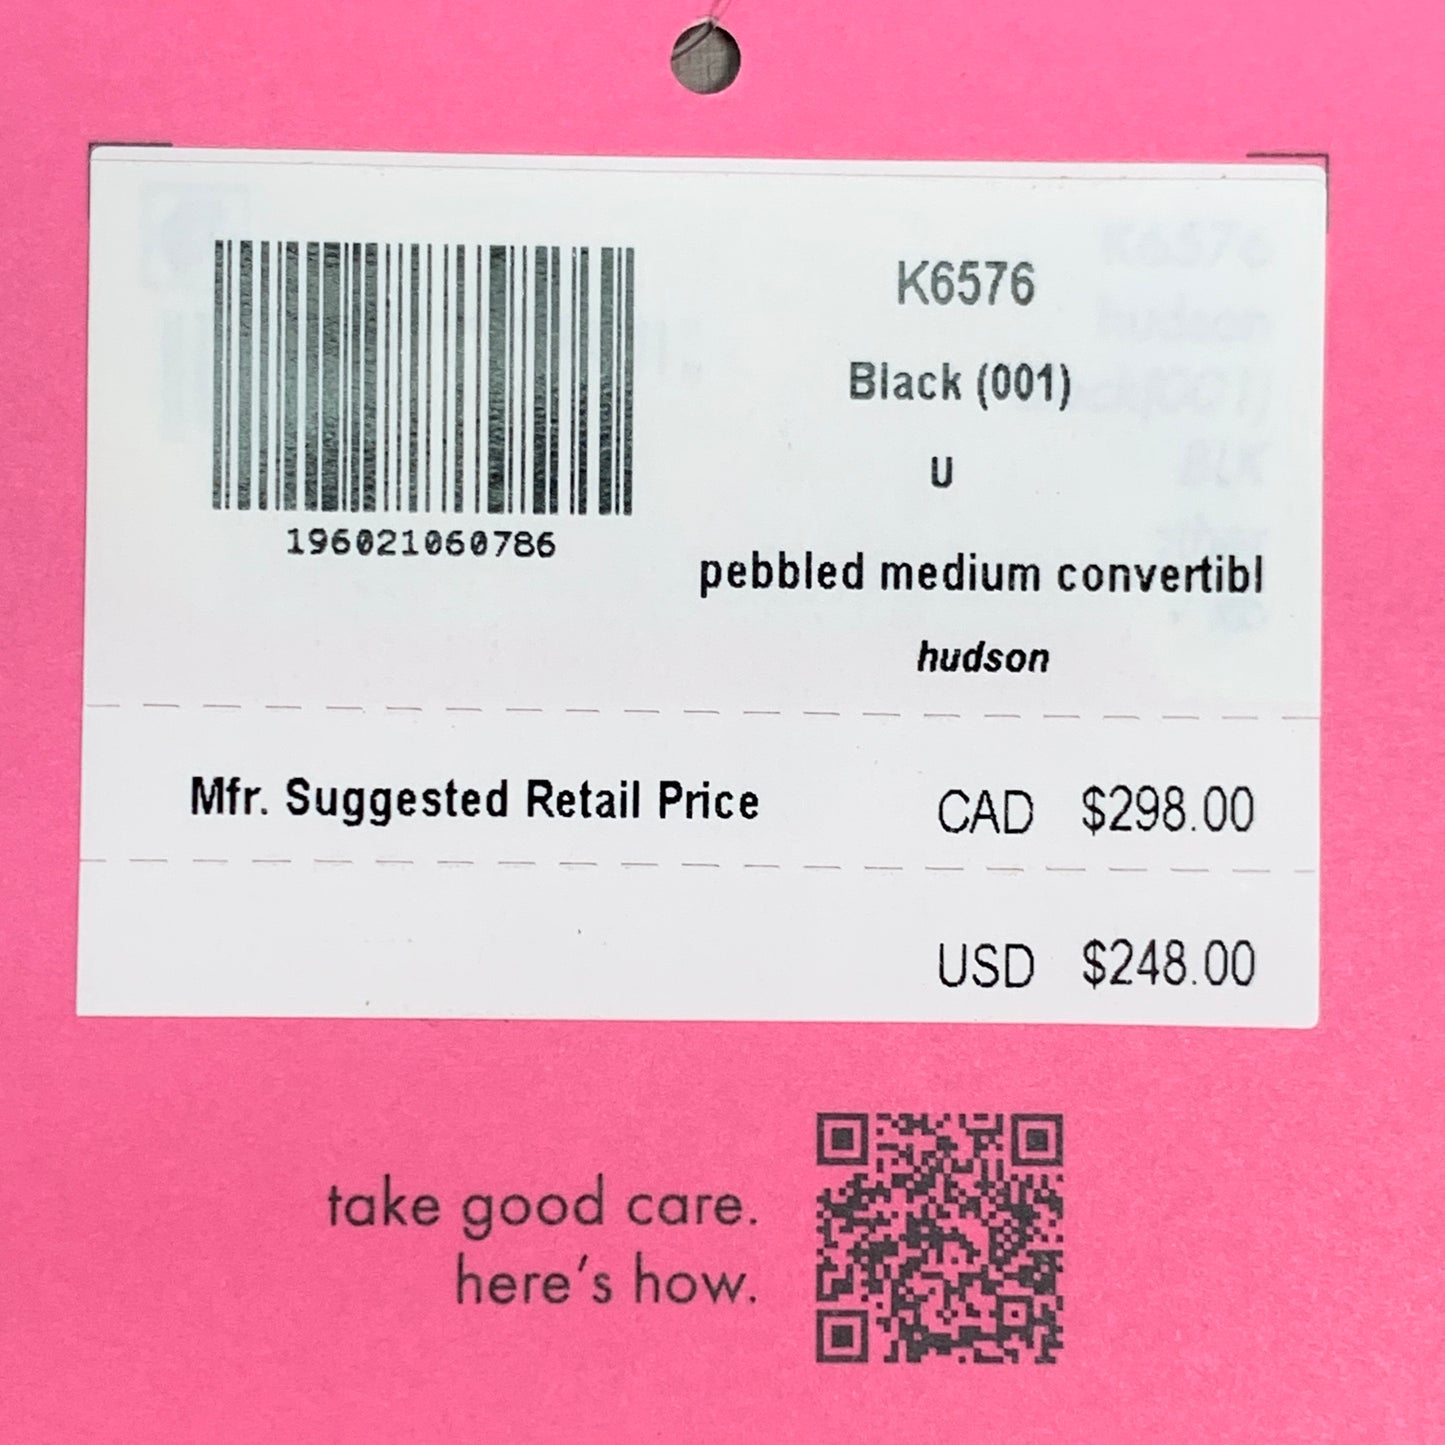 K6576
Black (001)
U
pebbled medium convertibl
hudson
196021060786
Mfr. Suggested Retail Price CAD $298.00
USD $248.00
take good care.
here's how.